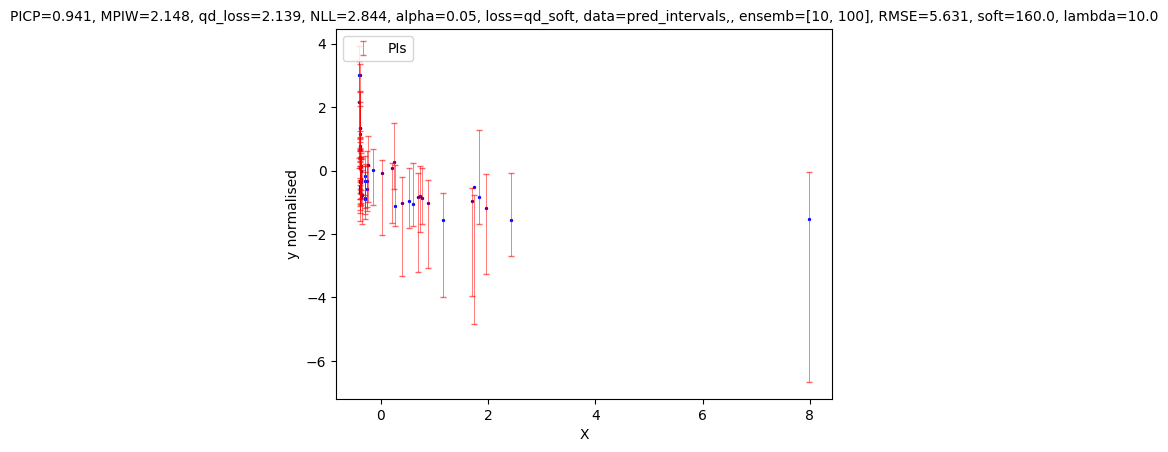 PICP=0.941, MPIW=2.148, qd_loss=2.139, NLL=2.844, alpha=0.05, loss=qd_soft, data=pred_intervals,, ensemb=[10, 100], RMSE=5.631, soft=160.0, lambda=10.0
PIs
4
2
0
−2
−4
−6
y normalised
0 2 4 6 8
X